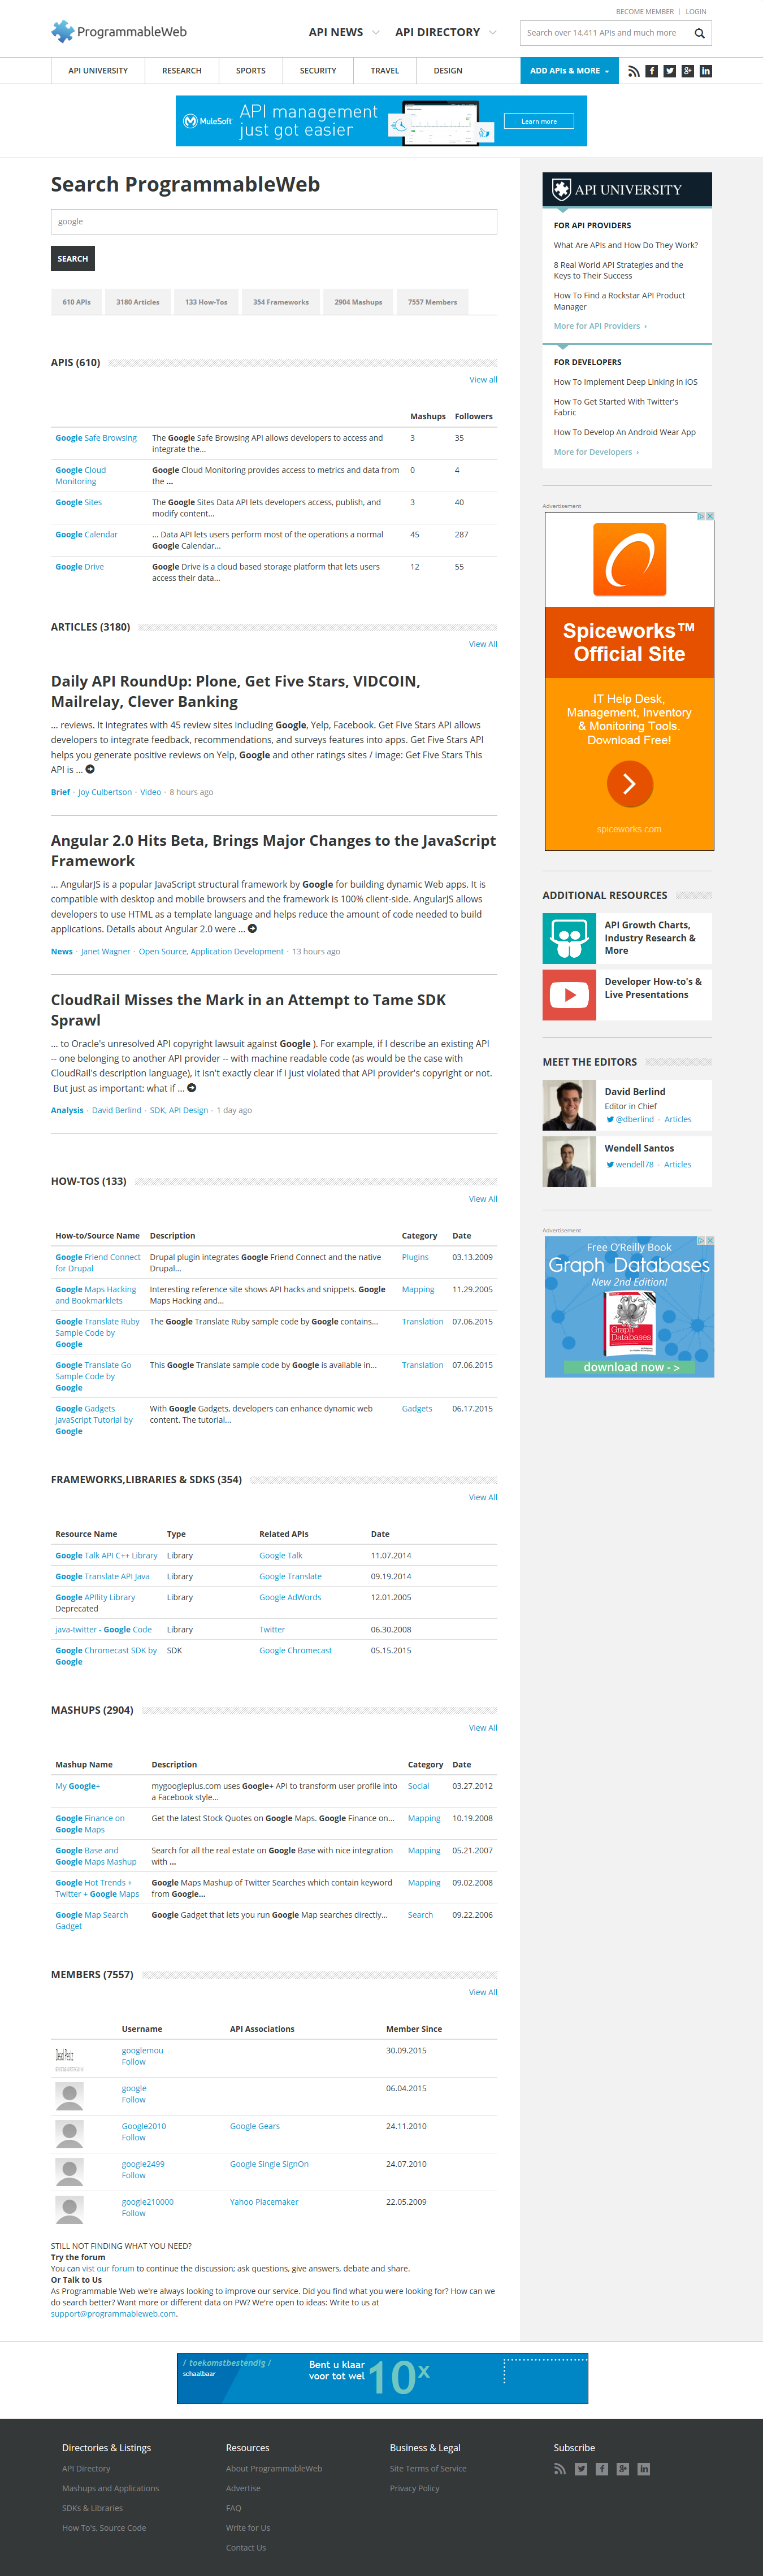 BECOME MEMBER | LOGIN
ProgrammableWeb
API NEWS
API DIRECTORY
Search over 14,411 APIs and much more
API UNIVERSITY
RESEARCH
SPORTS
SECURITY
TRAVEL
DESIGN
ADD APIs & MORE
MuleSoft
API management
just got easier
Learn more
Search ProgrammableWeb
google
SEARCH
610 APIs
3180 Articles
133 How-Tos
354 Frameworks
2904 Mashups
7557 Members
APIS (610)
View all
Mashups Followers
Google Safe Browsing The Google Safe Browsing API allows developers to access and 3 35
integrate the...
Google Cloud Google Cloud Monitoring provides access to metrics and data from 0 4
Monitoring the ...
Google Sites The Google Sites Data API lets developers access, publish, and 3 40
modify content...
Google Calendar ... Data API lets users perform most of the operations a normal 45 287
Google Calendar...
Google Drive Google Drive is a cloud based storage platform that lets users 12 55
access their data...
ARTICLES (3180)
View All
Daily API RoundUp: Plone, Get Five Stars, VIDCOIN,
Mailrelay, Clever Banking
... reviews. It integrates with 45 review sites including Google, Yelp, Facebook. Get Five Stars API allows
developers to integrate feedback, recommendations, and surveys features into apps. Get Five Stars API
helps you generate positive reviews on Yelp, Google and other ratings sites / image: Get Five Stars This
API is ...
Brief · Joy Culbertson · Video · 8 hours ago
Angular 2.0 Hits Beta, Brings Major Changes to the JavaScript
Framework
... AngularJS is a popular JavaScript structural framework by Google for building dynamic Web apps. It is
compatible with desktop and mobile browsers and the framework is 100% client-side. AngularJS allows
developers to use HTML as a template language and helps reduce the amount of code needed to build
applications. Details about Angular 2.0 were ...
News · Janet Wagner · Open Source, Application Development · 13 hours ago
CloudRail Misses the Mark in an Attempt to Tame SDK
Sprawl
... to Oracle's unresolved API copyright lawsuit against Google ). For example, if I describe an existing API
-- one belonging to another API provider -- with machine readable code (as would be the case with
CloudRail's description language), it isn't exactly clear if I just violated that API provider's copyright or not.
But just as important: what if ...
Analysis · David Berlind · SDK, API Design · 1 day ago
HOW-TOS (133)
View All
How-to/Source Name Description Category Date
Google Friend Connect Drupal plugin integrates Google Friend Connect and the native Plugins 03.13.2009
for Drupal Drupal...
Google Maps Hacking Interesting reference site shows API hacks and snippets. Google Mapping 11.29.2005
and Bookmarklets Maps Hacking and...
Google Translate Ruby The Google Translate Ruby sample code by Google contains... Translation 07.06.2015
Sample Code by
Google
Google Translate Go This Google Translate sample code by Google is available in... Translation 07.06.2015
Sample Code by
Google
Google Gadgets With Google Gadgets, developers can enhance dynamic web Gadgets 06.17.2015
JavaScript Tutorial by content. The tutorial...
Google
FRAMEWORKS,LIBRARIES & SDKS (354)
View All
Resource Name Type Related APIs Date
Google Talk API C++ Library Library Google Talk 11.07.2014
Google Translate API Java Library Google Translate 09.19.2014
Google APIlity Library Library Google AdWords 12.01.2005
Deprecated
java-twitter - Google Code Library Twitter 06.30.2008
Google Chromecast SDK by SDK Google Chromecast 05.15.2015
Google
MASHUPS (2904)
View All
Mashup Name Description Category Date
My Google+ mygoogleplus.com uses Google+ API to transform user profile into Social 03.27.2012
a Facebook style...
Google Finance on Get the latest Stock Quotes on Google Maps. Google Finance on... Mapping 10.19.2008
Google Maps
Google Base and Search for all the real estate on Google Base with nice integration Mapping 05.21.2007
Google Maps Mashup with ...
Google Hot Trends + Google Maps Mashup of Twitter Searches which contain keyword Mapping 09.02.2008
Twitter + Google Maps from Google...
Google Map Search Google Gadget that lets you run Google Map searches directly... Search 09.22.2006
Gadget
MEMBERS (7557)
View All
Username API Associations Member Since
googlemou 30.09.2015
Follow
google 06.04.2015
Follow
Google2010 Google Gears 24.11.2010
Follow
google2499 Google Single SignOn 24.07.2010
Follow
google210000 Yahoo Placemaker 22.05.2009
Follow
STILL NOT FINDING WHAT YOU NEED?
Try the forum
You can vist our forum to continue the discussion; ask questions, give answers, debate and share.
Or Talk to Us
As Programmable Web we're always looking to improve our service. Did you find what you were looking for? How can we
do search better? Want more or different data on PW? We're open to ideas: Write to us at
support@programmableweb.com.
API UNIVERSITY
FOR API PROVIDERS
What Are APIs and How Do They Work?
8 Real World API Strategies and the
Keys to Their Success
How To Find a Rockstar API Product
Manager
More for API Providers ›
FOR DEVELOPERS
How To Implement Deep Linking in iOS
How To Get Started With Twitter's
Fabric
How To Develop An Android Wear App
More for Developers ›
Advertisement
Spiceworks™
Official Site
IT Help Desk,
Management, Inventory
& Monitoring Tools.
Download Free!
spiceworks.com
ADDITIONAL RESOURCES
API Growth Charts,
Industry Research &
More
Developer How-to's &
Live Presentations
MEET THE EDITORS
David Berlind
Editor in Chief
@dberlind · Articles
Wendell Santos
wendell78 · Articles
Advertisement
Free O'Reilly Book
Graph Databases
New 2nd Edition!
Graph
Databases
download now - >
/ toekomstbestendig /
schaalbaar
Bent u klaar
voor tot wel
10x
Directories & Listings
API Directory
Mashups and Applications
SDKs & Libraries
How To's, Source Code
Resources
About ProgrammableWeb
Advertise
FAQ
Write for Us
Contact Us
Business & Legal
Site Terms of Service
Privacy Policy
Subscribe